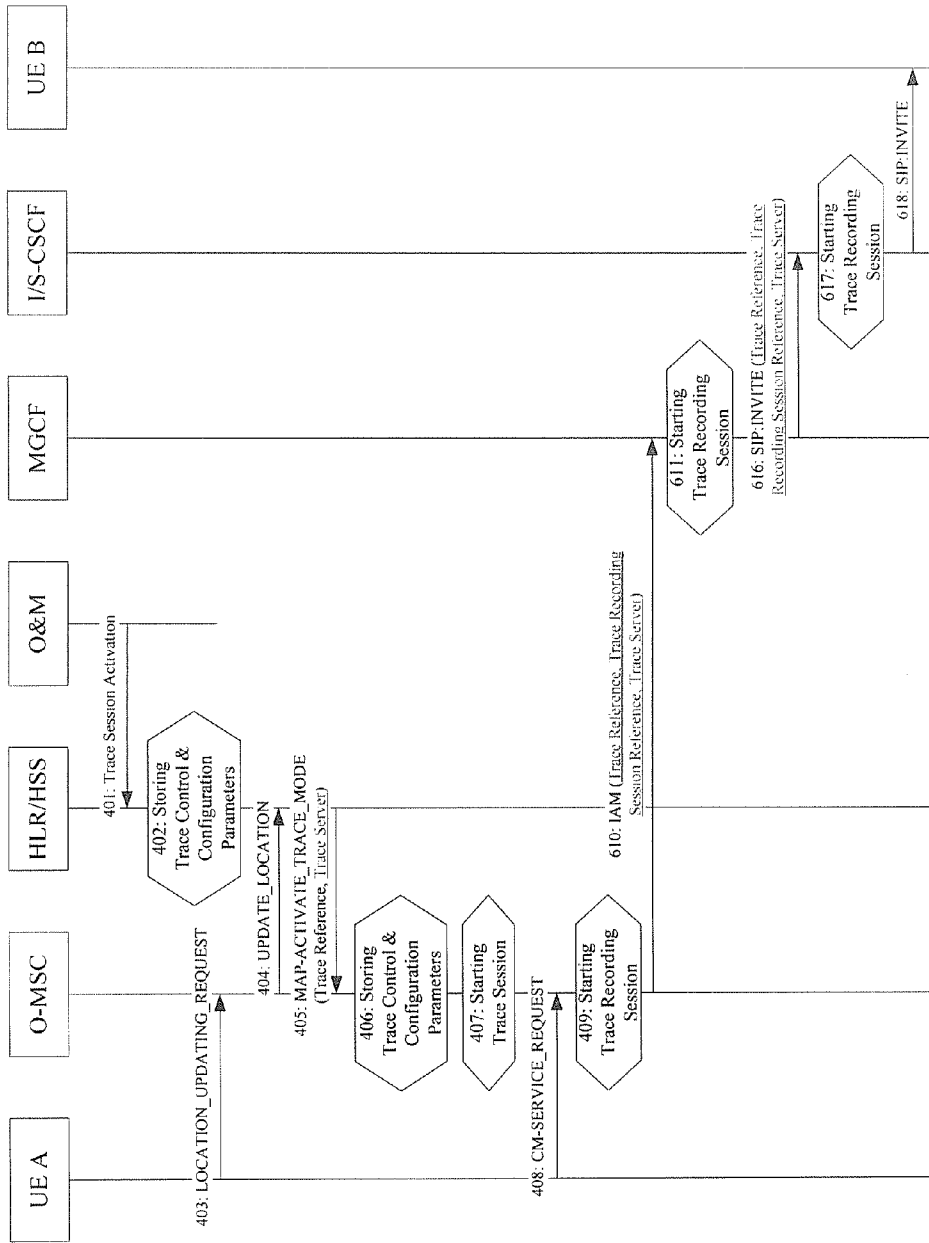 UE A
O-MSC
HLR/HSS
O&M
MGCF
I/S-CSCF
UE B
401: Trace Session Activation
402: Storing
Trace Control &
Configuration
Parameters
403: LOCATION_UPDATING_REQUEST
404: UPDATE_LOCATION
405: MAP-ACTIVATE_TRACE_MODE
(Trace Reference, Trace Server)
406: Storing
Trace Control &
Configuration
Parameters
407: Starting
Trace Session
408: CM-SERVICE_REQUEST
409: Starting
Trace Recording
Session
610: IAM (Trace Reference, Trace Recording
Session Reference, Trace Server)
611: Starting
Trace Recording
Session
616: SIP:INVITE (Trace Reference, Trace
Recording Session Reference, Trace Server)
617: Starting
Trace Recording
Session
618: SIP:INVITE